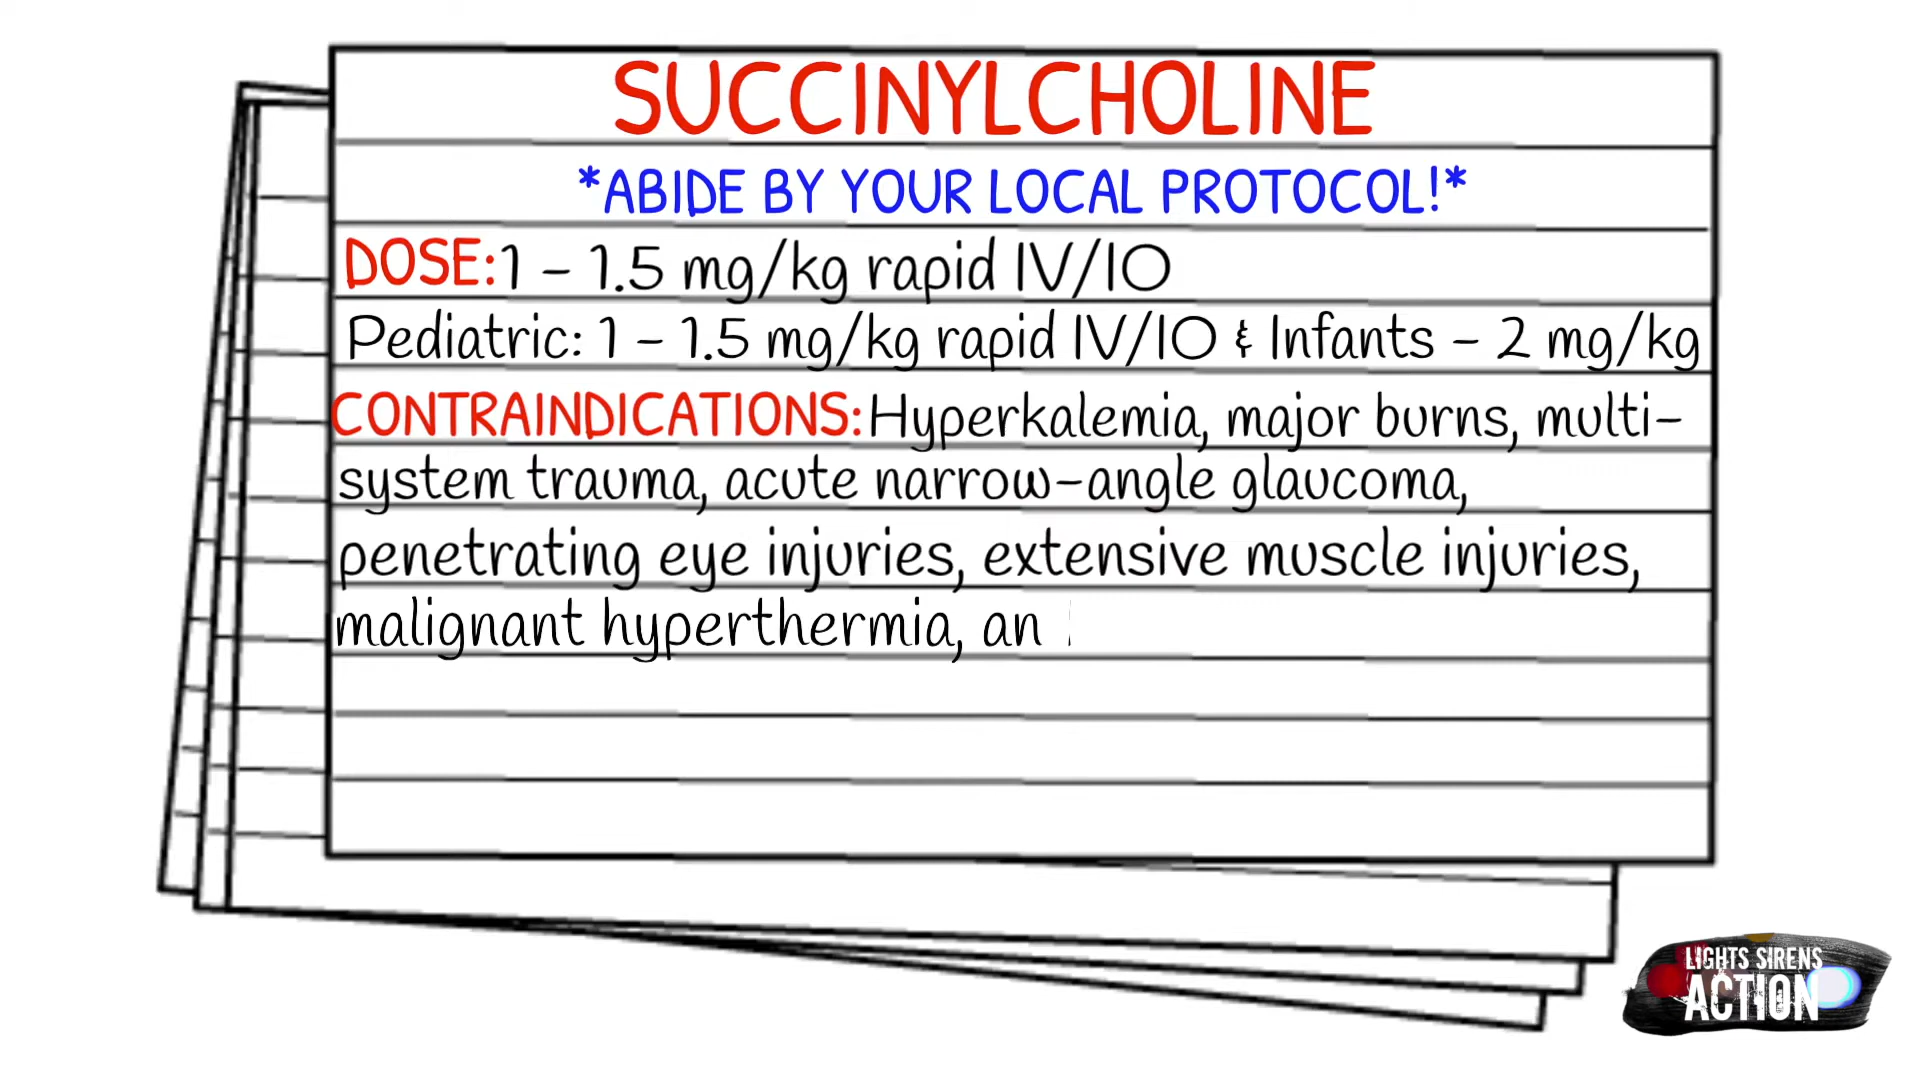 SUCCINYLCHOLINE
*ABIDE BY YOUR LOCAL PROTOCOL!*
DOSE: 1 – 1.5 mg/kg rapid IV/IO
Pediatric: 1 – 1.5 mg/kg rapid IV/IO & Infants – 2 mg/kg
CONTRAINDICATIONS: Hyperkalemia, major burns, multi-
system trauma, acute narrow-angle glaucoma,
penetrating eye injuries, extensive muscle injuries,
malignant hyperthermia, an
LIGHTS SIRENS
ACTION